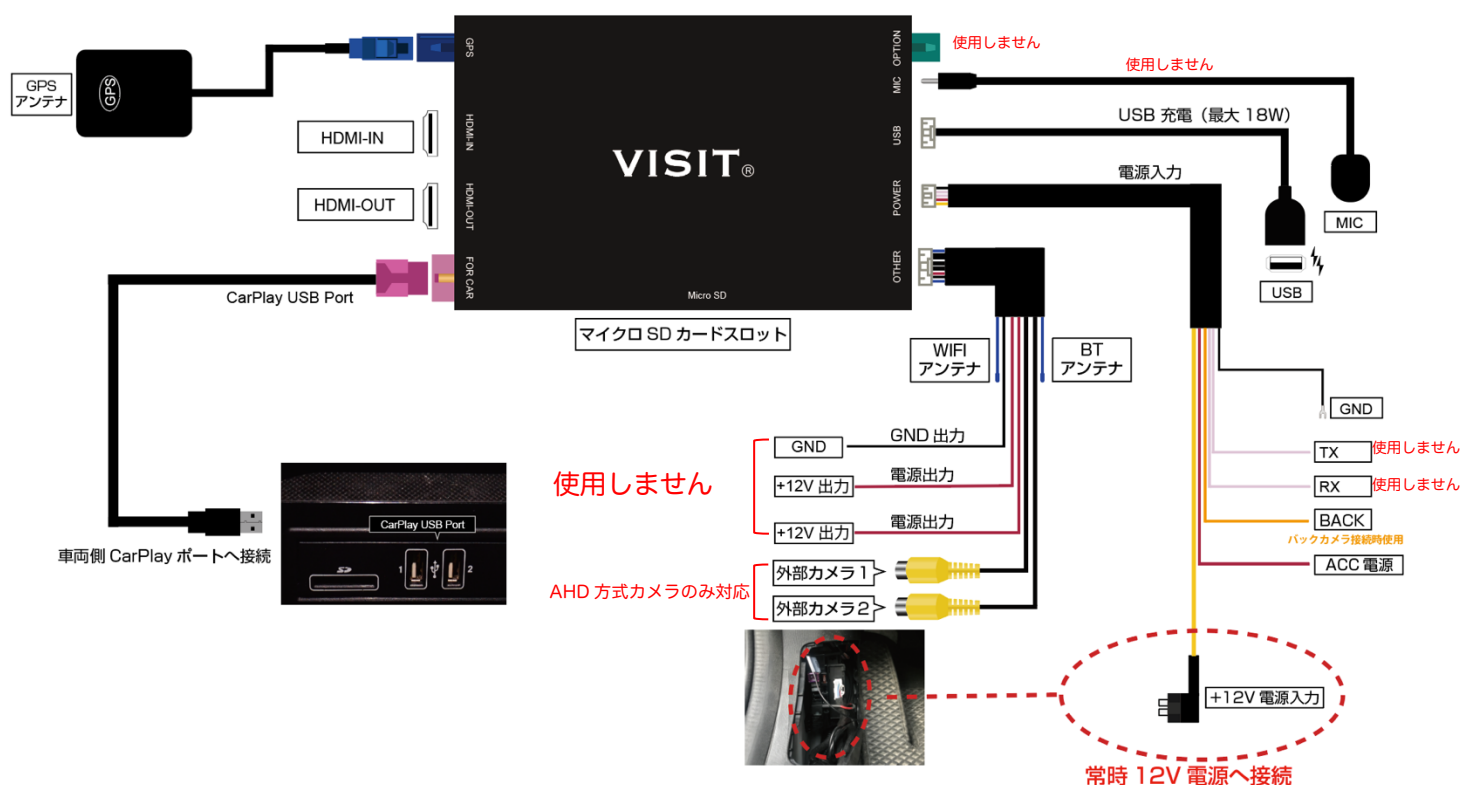 GPS
アンテナ
GPS
GPS
HDMI-IN
HDMI-IN
HDMI-OUT
HDMI-OUT
FOR CAR
CarPlay USB Port
VISIT®
Micro SD
マイクロ SD カードスロット
OPTION
使用しません
MIC
使用しません
USB
USB 充電（最大 18W）
POWER
電源入力
MIC
USB
OTHER
WIFI
アンテナ
BT
アンテナ
GND
GND 出力
使用しません
+12V 出力
電源出力
+12V 出力
電源出力
AHD 方式カメラのみ対応
外部カメラ 1
外部カメラ 2
GND
TX
使用しません
RX
使用しません
BACK
バックカメラ接続時使用
ACC 電源
+12V 電源入力
常時 12V 電源へ接続
車両側 CarPlay ポートへ接続
CarPlay USB Port
SD
1
2